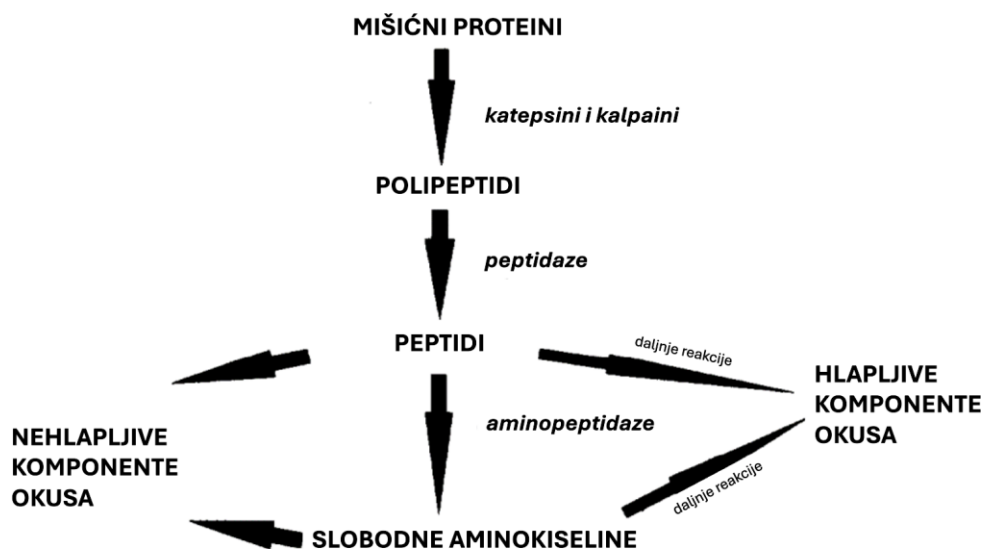 MIŠIĆNI PROTEINI
katepsini i kalpaini
POLIPEPTIDI
peptidaze
PEPTIDI
daljnje reakcije
HLAPLJIVE
KOMPONENTE
OKUSA
aminopeptidaze
NEHLAPLJIVE
KOMPONENTE
OKUSA
daljnje reakcije
SLOBODNE AMINOKISELINE